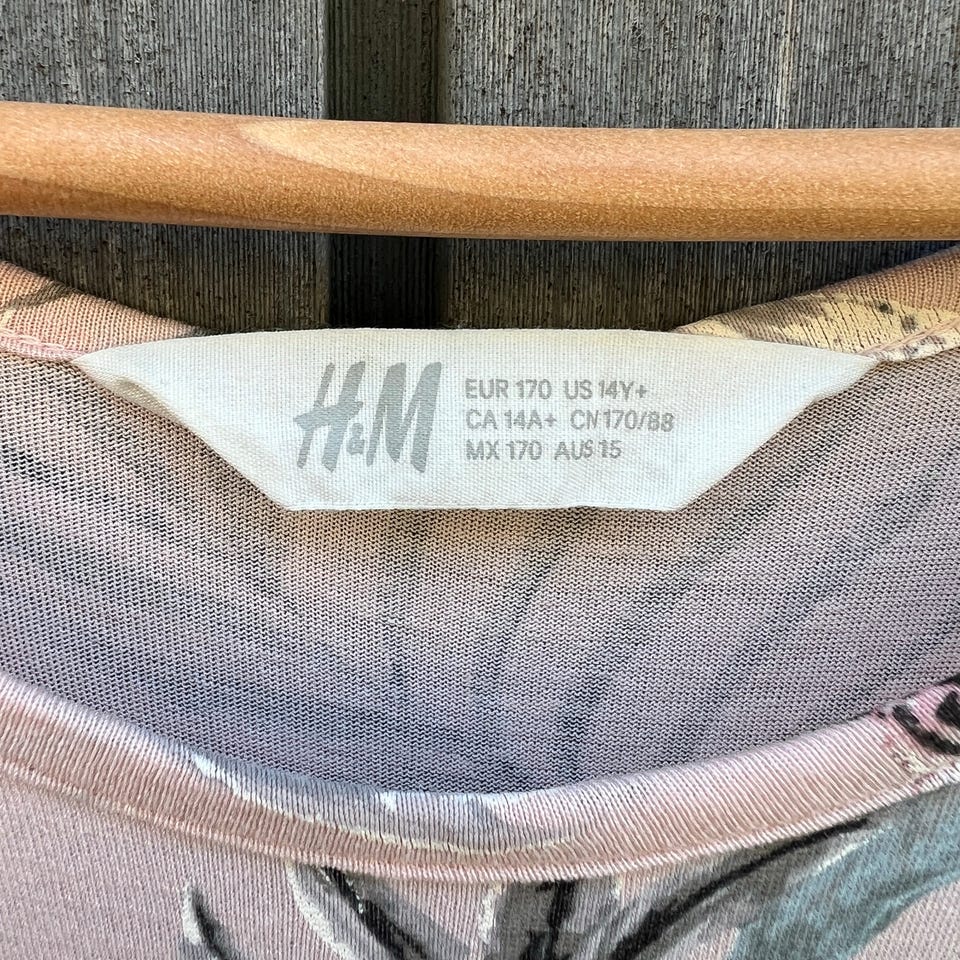 H&M
EUR 170 US 14Y+
CA 14A+ CN 170/88
MX 170 AUS 15